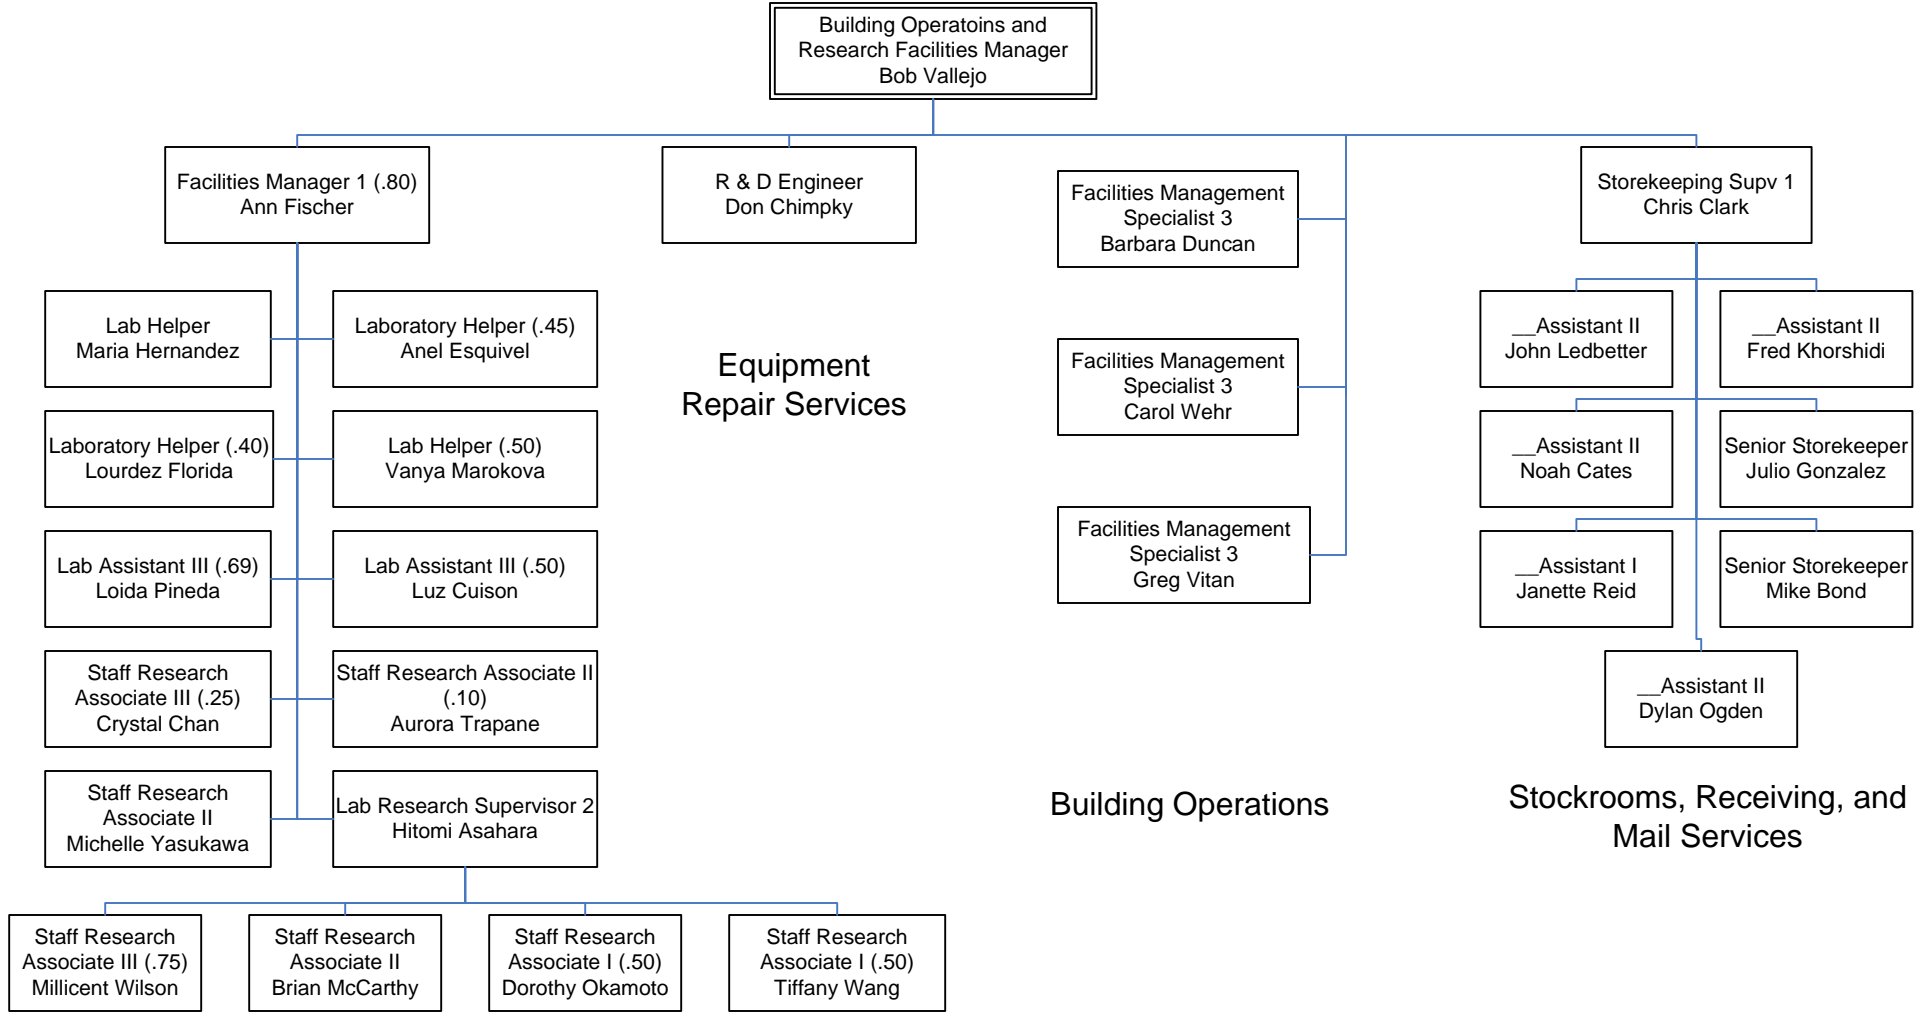 Building Operatoins and
Research Facilities Manager
Bob Vallejo
Facilities Manager 1 (.80)
Ann Fischer
R & D Engineer
Don Chimpky
Facilities Management
Specialist 3
Barbara Duncan
Storekeeping Supv 1
Chris Clark
Lab Helper
Maria Hernandez
Laboratory Helper (.45)
Anel Esquivel
Equipment
Repair Services
Facilities Management
Specialist 3
Carol Wehr
__Assistant II
John Ledbetter
__Assistant II
Fred Khorshidi
Laboratory Helper (.40)
Lourdez Florida
Lab Helper (.50)
Vanya Marokova
__Assistant II
Noah Cates
Senior Storekeeper
Julio Gonzalez
Lab Assistant III (.69)
Loida Pineda
Lab Assistant III (.50)
Luz Cuison
Facilities Management
Specialist 3
Greg Vitan
__Assistant I
Janette Reid
Senior Storekeeper
Mike Bond
Staff Research
Associate III (.25)
Crystal Chan
Staff Research Associate II
(.10)
Aurora Trapane
__Assistant II
Dylan Ogden
Staff Research
Associate II
Michelle Yasukawa
Lab Research Supervisor 2
Hitomi Asahara
Building Operations
Stockrooms, Receiving, and
Mail Services
Staff Research
Associate III (.75)
Millicent Wilson
Staff Research
Associate II
Brian McCarthy
Staff Research
Associate I (.50)
Dorothy Okamoto
Staff Research
Associate I (.50)
Tiffany Wang